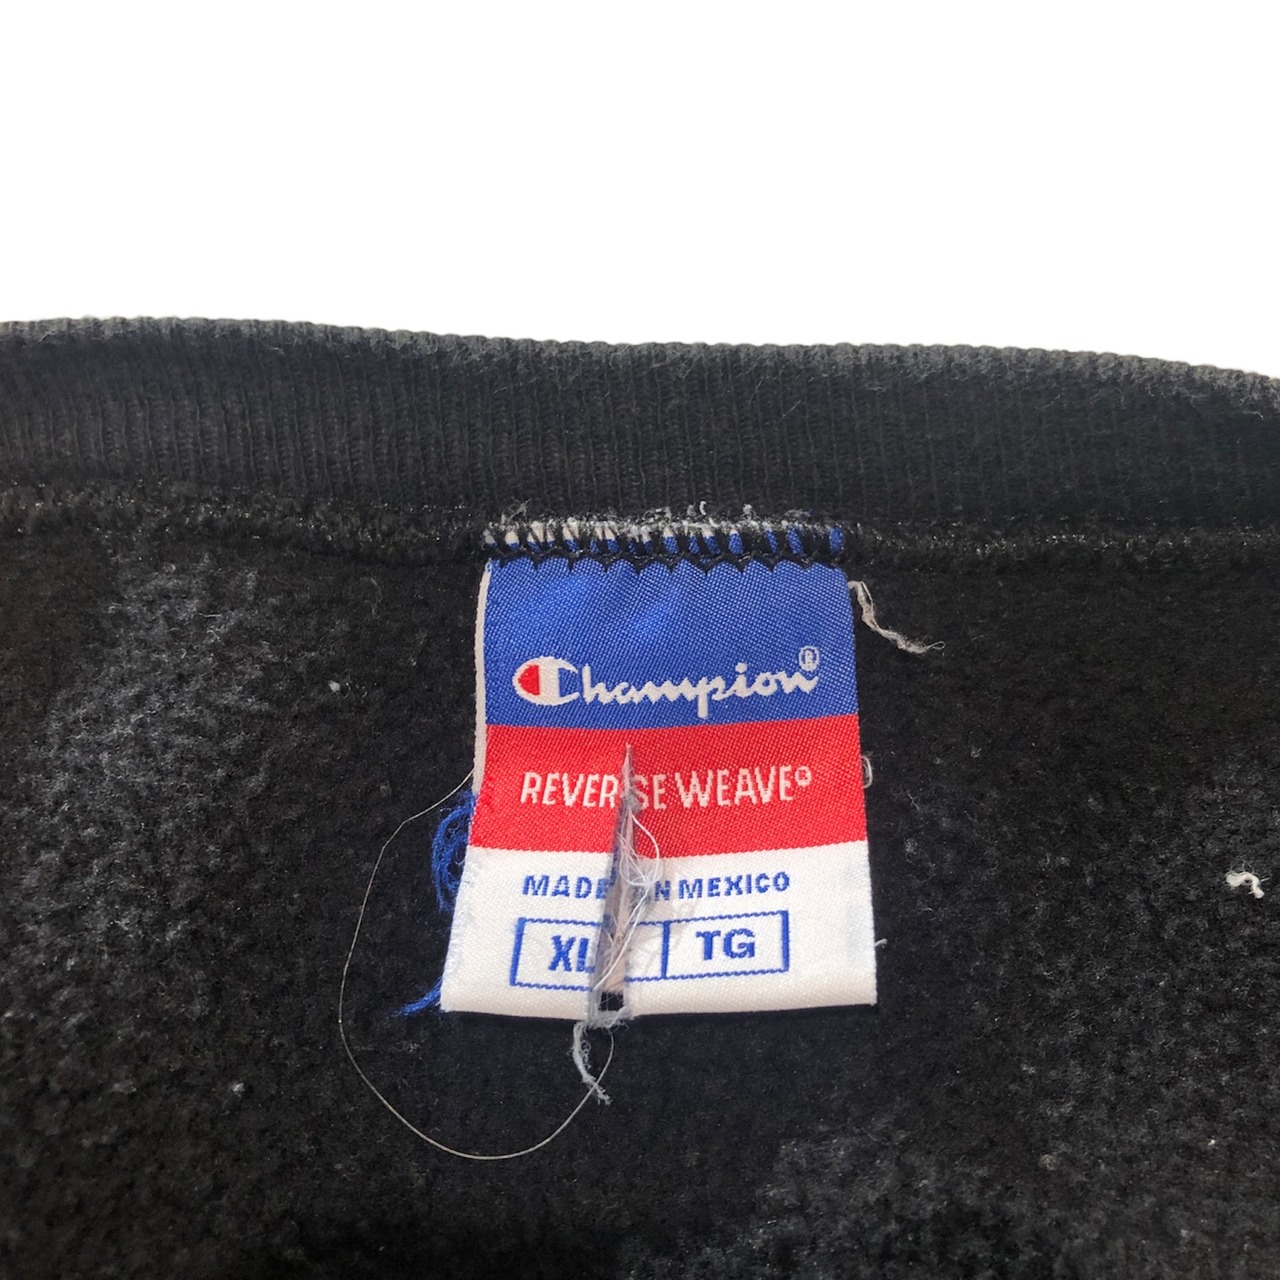 Champion®
REVERSE WEAVE®
MADE IN MEXICO
XL TG